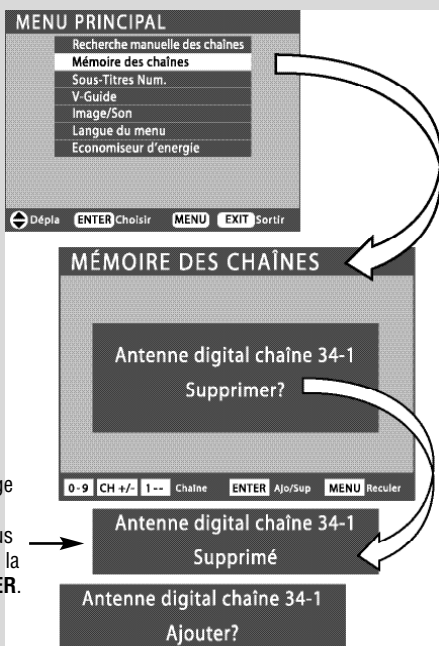 MENU PRINCIPAL
Recherche manuelle des chaînes
Mémoire des chaînes
Sous-Titres Num.
V-Guide
Image/Son
Langue du menu
Economiseur d'energie
Dépla ENTER Choisir MENU EXIT Sortir
MÉMOIRE DES CHAÎNES
Antenne digital chaîne 34-1
Supprimer?
0-9 CH +/- 1-- Chaîne ENTER Ajo/Sup MENU Reculer
ge
us
la
ER.
Antenne digital chaîne 34-1
Supprimé
Antenne digital chaîne 34-1
Ajouter?